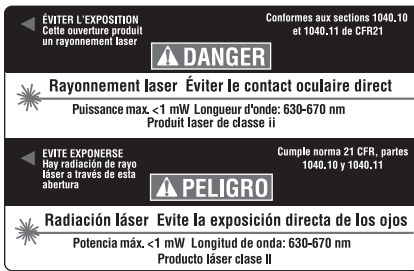 ÉVITER L'EXPOSITION
Cette ouverture produit
un rayonnement laser
Conformes aux sections 1040.10
et 1040.11 de CFR21
DANGER
Rayonnement laser Éviter le contact oculaire direct
Puissance max. <1 mW Longueur d'onde: 630-670 nm
Produit laser de classe ii
EVITE EXPONERSE
Hay radiación de rayo
láser a través de esta
abertura
Cumple norma 21 CFR, partes
1040.10 y 1040.11
PELIGRO
Radiación láser Evite la exposición directa de los ojos
Potencia máx. <1 mW Longitud de onda: 630-670 nm
Producto láser clase II